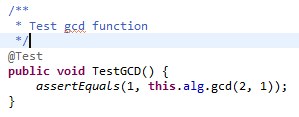 /**
 * Test gcd function
 */
@Test
public void TestGCD() {
    assertEquals(1, this.alg.gcd(2, 1));
}